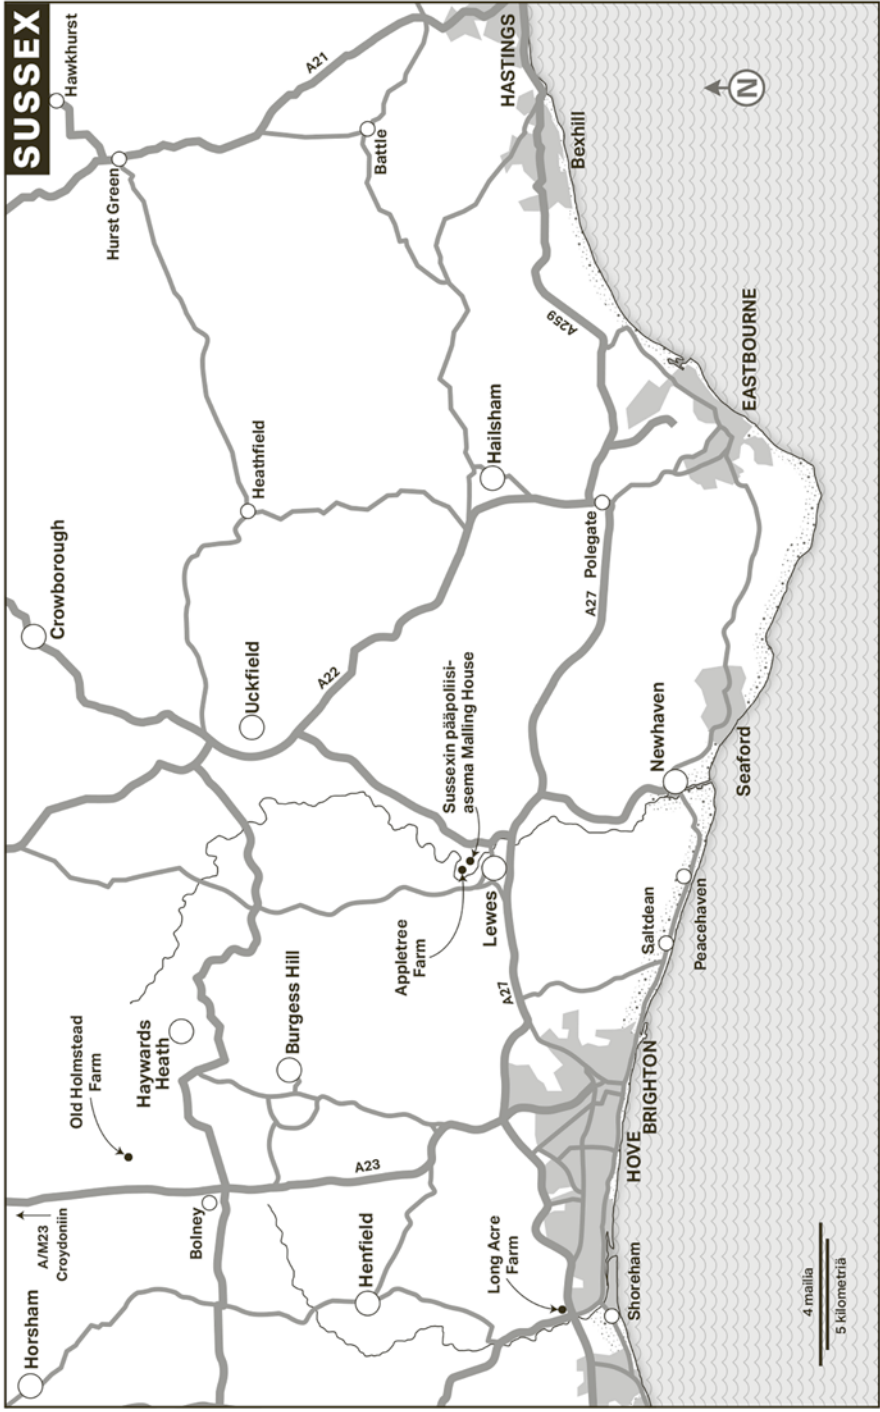 SUSSEX
Horsham
A/M23
Croydoniin
Old Holmstead
Farm
Crowborough
Hawkhurst
Hurst Green
A21
Bolney
Haywards
Heath
Uckfield
Heathfield
Burgess Hill
A23
Henfield
A22
Battle
Appletree
Farm
Sussexin pääpoliisi-
asema Malling House
Hailsham
HASTINGS
Long Acre
Farm
Lewes
A27
A27
Polegate
A259
Bexhill
Shoreham
HOVE
BRIGHTON
Saltdean
Peacehaven
Newhaven
Seaford
EASTBOURNE
N
4 mailia
5 kilometriä